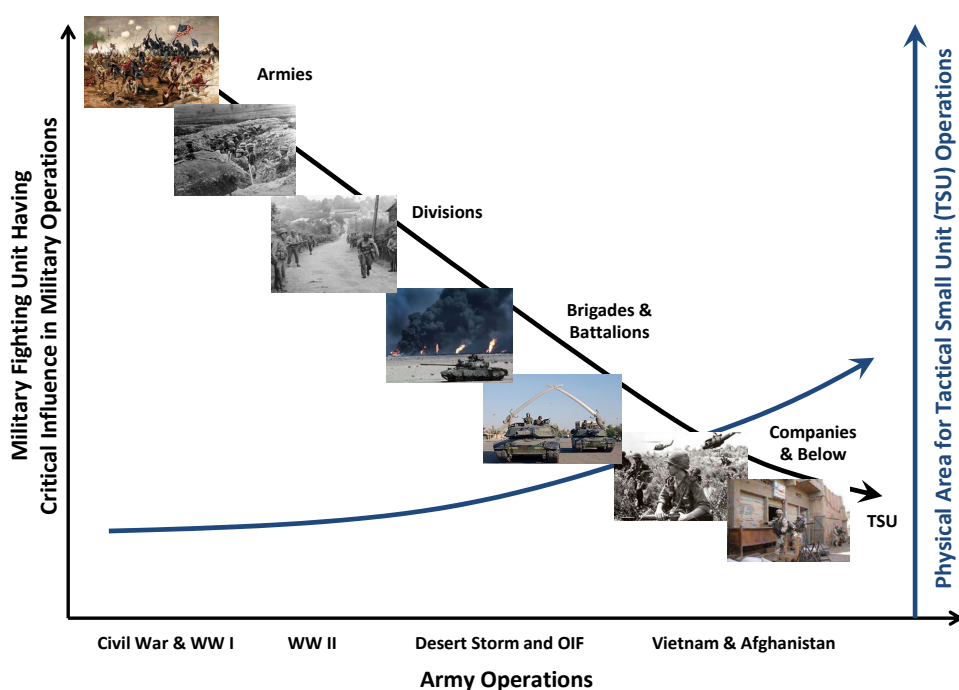 Military Fighting Unit Having
Critical Influence in Military Operations
Armies
Divisions
Brigades &
Battalions
Companies
& Below
TSU
Physical Area for Tactical Small Unit (TSU) Operations
Civil War & WW I
WW II
Desert Storm and OIF
Vietnam & Afghanistan
Army Operations